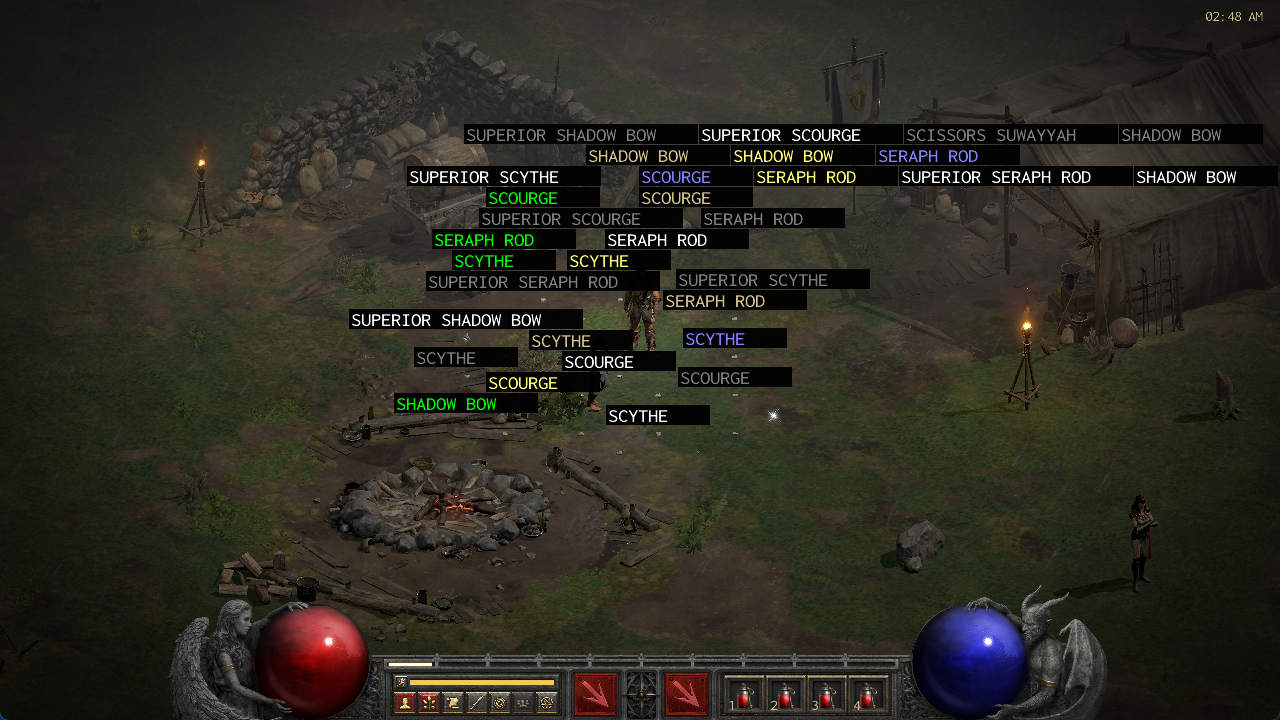 02:48 AM
SUPERIOR SHADOW BOW SUPERIOR SCOURGE SCISSORS SUWAYYAH SHADOW BOW
SHADOW BOW SHADOW BOW SERAPH ROD
SUPERIOR SCYTHE SCOURGE SERAPH ROD SUPERIOR SERAPH ROD SHADOW BOW
SCOURGE SCOURGE
SUPERIOR SCOURGE SERAPH ROD
SERAPH ROD SERAPH ROD
SCYTHE SCYTHE
SUPERIOR SERAPH ROD SUPERIOR SCYTHE
SERAPH ROD
SUPERIOR SHADOW BOW
SCYTHE SCYTHE
SCYTHE SCOURGE
SCOURGE SCOURGE
SHADOW BOW
SCYTHE
1 2 3 4